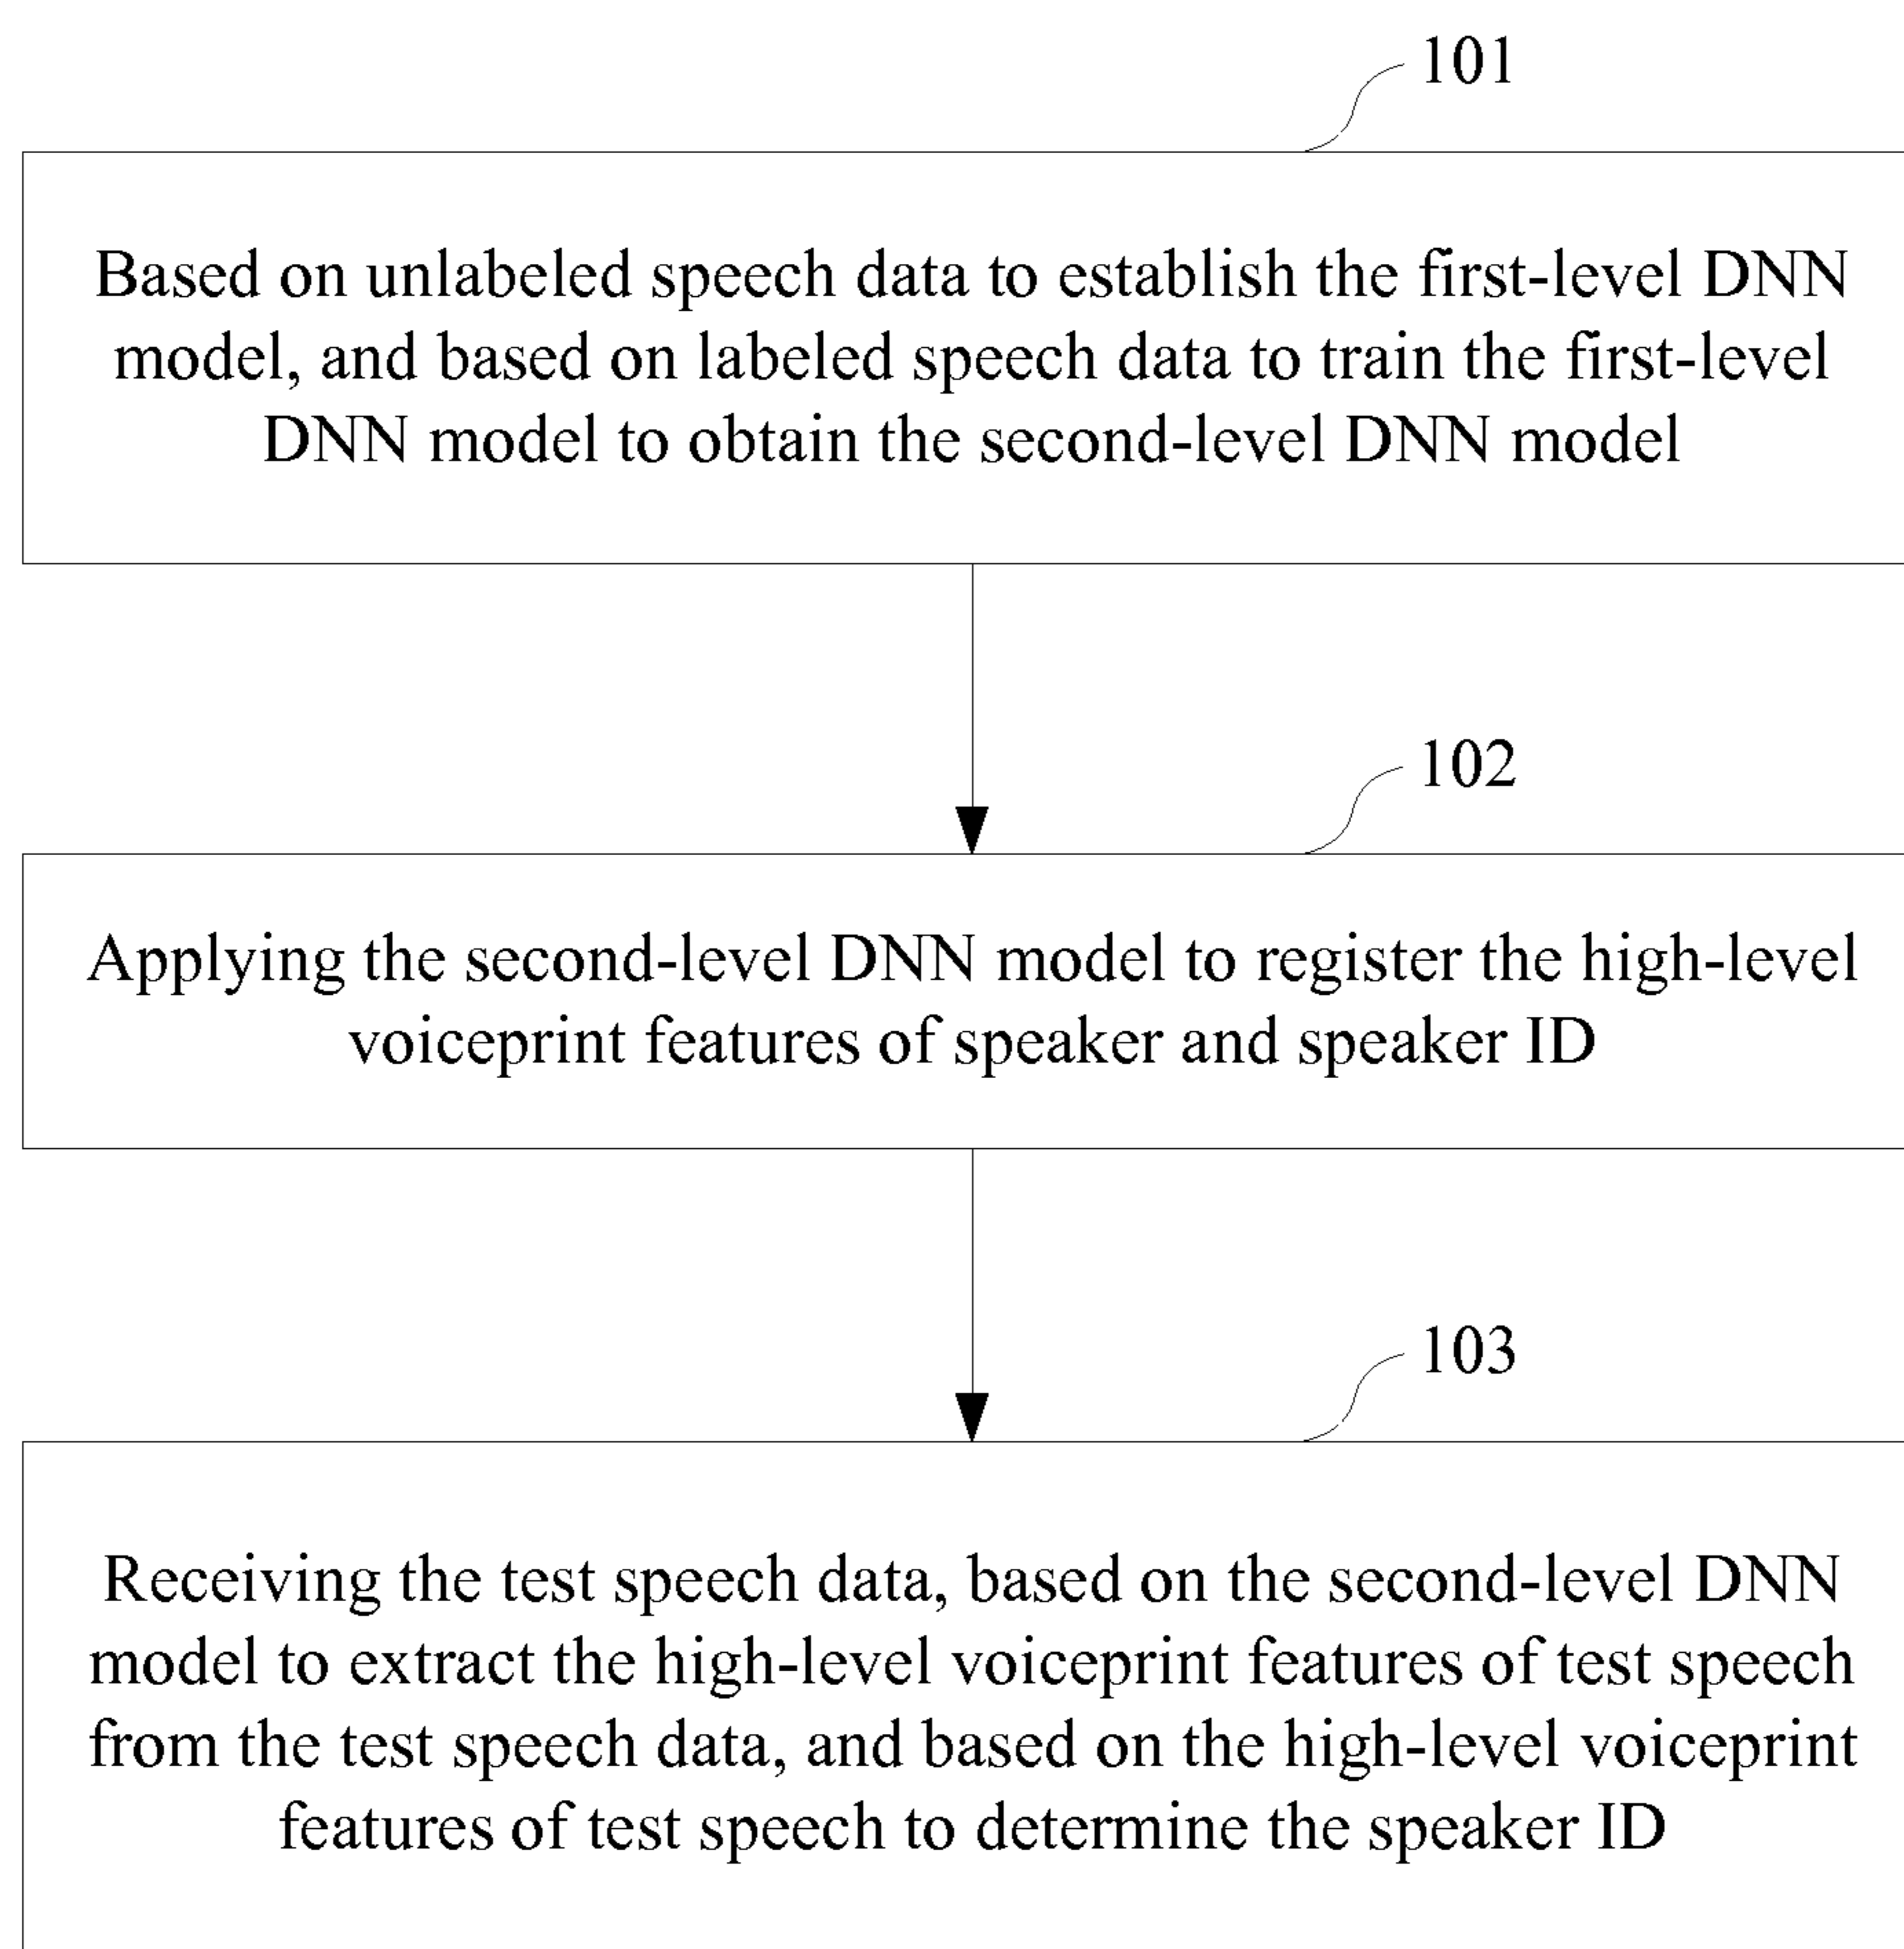 101
Based on unlabeled speech data to establish the first-level DNN
model, and based on labeled speech data to train the first-level
DNN model to obtain the second-level DNN model
102
Applying the second-level DNN model to register the high-level
voiceprint features of speaker and speaker ID
103
Receiving the test speech data, based on the second-level DNN
model to extract the high-level voiceprint features of test speech
from the test speech data, and based on the high-level voiceprint
features of test speech to determine the speaker ID